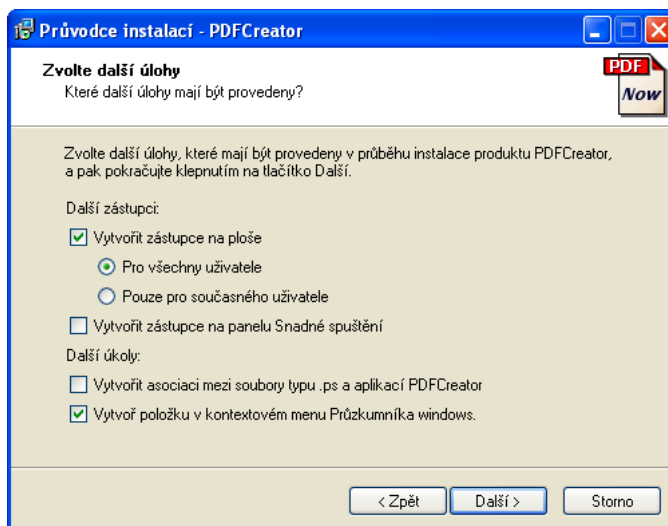 Průvodce instalací - PDFCreator
Zvolte další úlohy
Které další úlohy mají být provedeny?
PDF
Now
Zvolte další úlohy, které mají být provedeny v průběhu instalace produktu PDFCreator,
a pak pokračujte klepnutím na tlačítko Další.
Další zástupci:
Vytvořit zástupce na ploše
Pro všechny uživatele
Pouze pro současného uživatele
Vytvořit zástupce na panelu Snadné spuštění
Další úkoly:
Vytvořit asociaci mezi soubory typu .ps a aplikací PDFCreator
Vytvoř položku v kontextovém menu Průzkumníka windows.
< Zpět
Další >
Storno